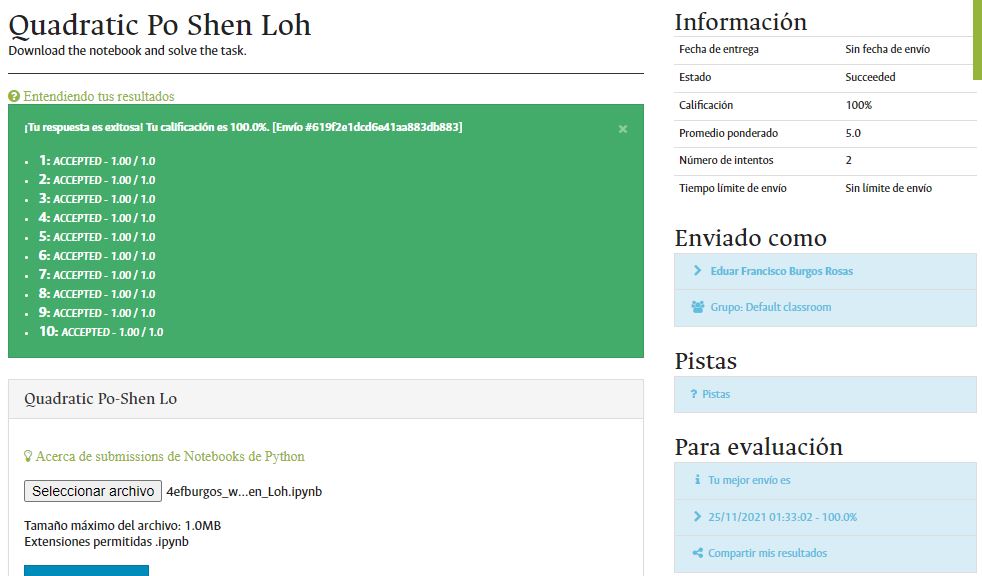 Quadratic Po Shen Loh
Download the notebook and solve the task.
Entendiendo tus resultados
¡Tu respuesta es exitosa! Tu calificación es 100.0%. [Envío #619f2e1dcd6e41aa883db883]
×
1: ACCEPTED - 1.00 / 1.0
2: ACCEPTED - 1.00 / 1.0
3: ACCEPTED - 1.00 / 1.0
4: ACCEPTED - 1.00 / 1.0
5: ACCEPTED - 1.00 / 1.0
6: ACCEPTED - 1.00 / 1.0
7: ACCEPTED - 1.00 / 1.0
8: ACCEPTED - 1.00 / 1.0
9: ACCEPTED - 1.00 / 1.0
10: ACCEPTED - 1.00 / 1.0
Quadratic Po-Shen Lo
Acerca de submissions de Notebooks de Python
Seleccionar archivo 4efburgos_w...en_Loh.ipynb
Tamaño máximo del archivo: 1.0MB
Extensiones permitidas .ipynb
Información
Fecha de entrega Sin fecha de envío
Estado Succeeded
Calificación 100%
Promedio ponderado 5.0
Número de intentos 2
Tiempo límite de envío Sin límite de envío
Enviado como
Eduar Francisco Burgos Rosas
Grupo: Default classroom
Pistas
? Pistas
Para evaluación
Tu mejor envío es
25/11/2021 01:33:02 - 100.0%
Compartir mis resultados